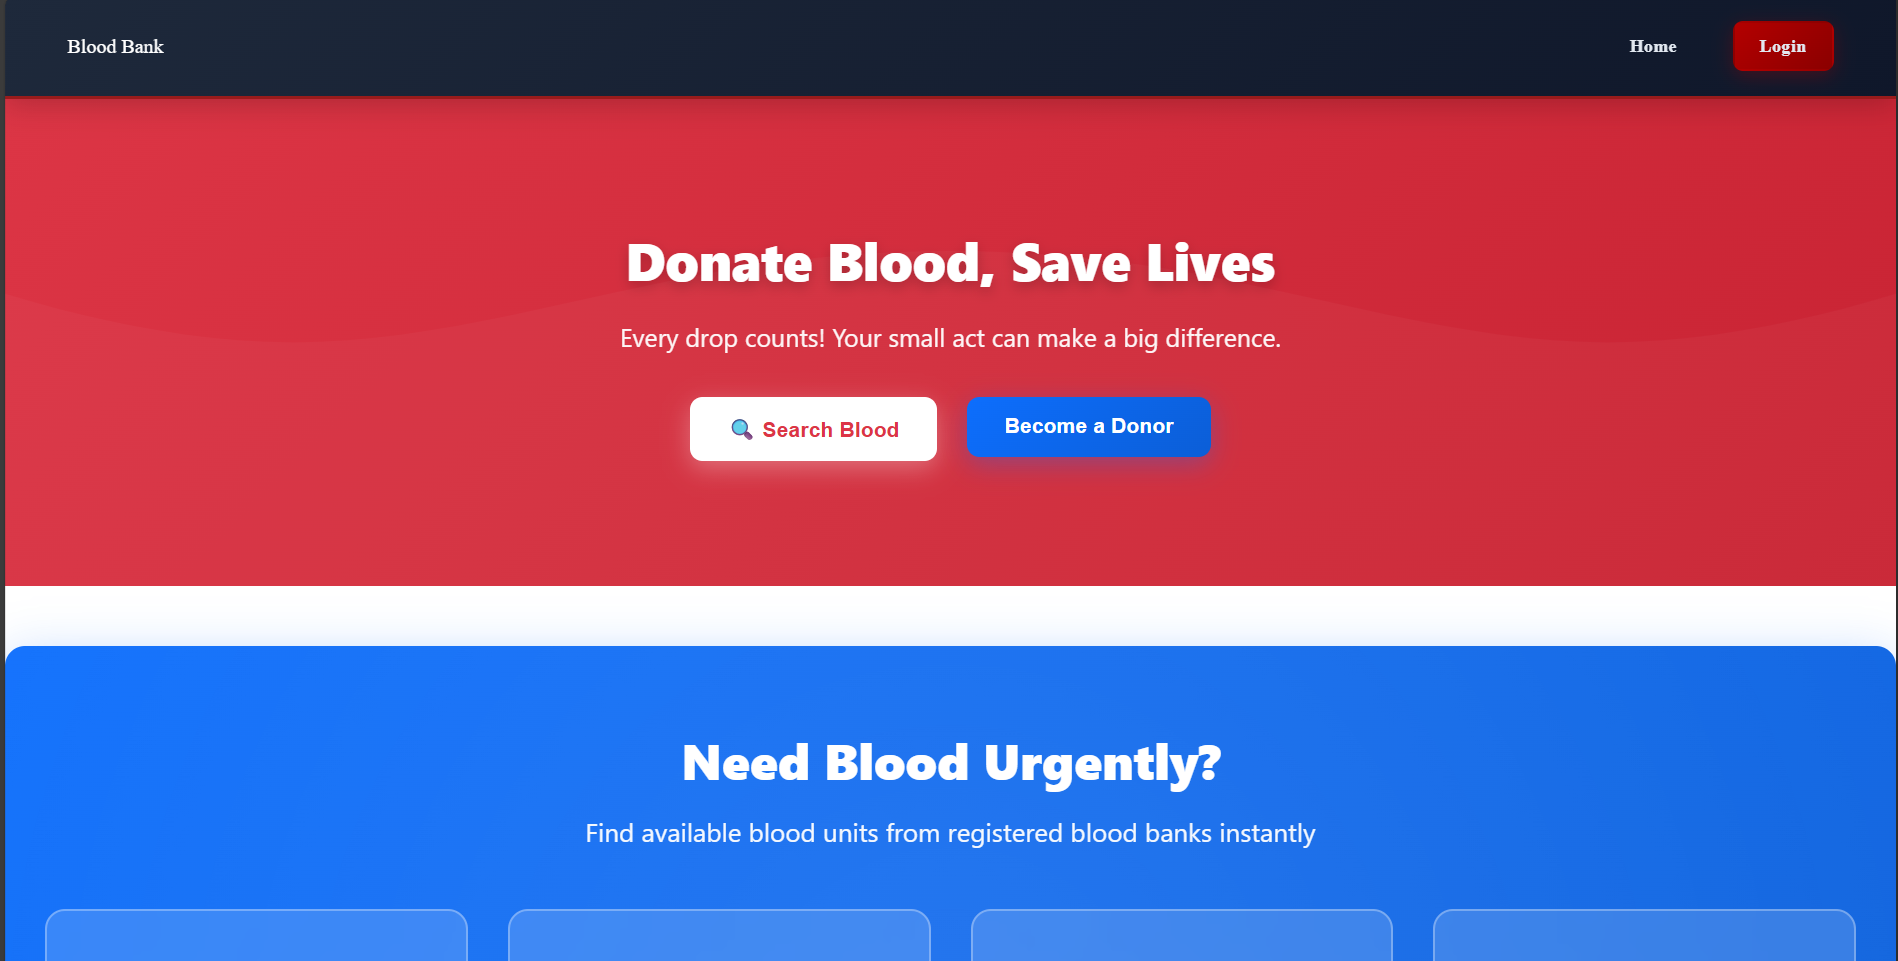 Blood Bank
Home
Login
Donate Blood, Save Lives
Every drop counts! Your small act can make a big difference.
Search Blood
Become a Donor
Need Blood Urgently?
Find available blood units from registered blood banks instantly